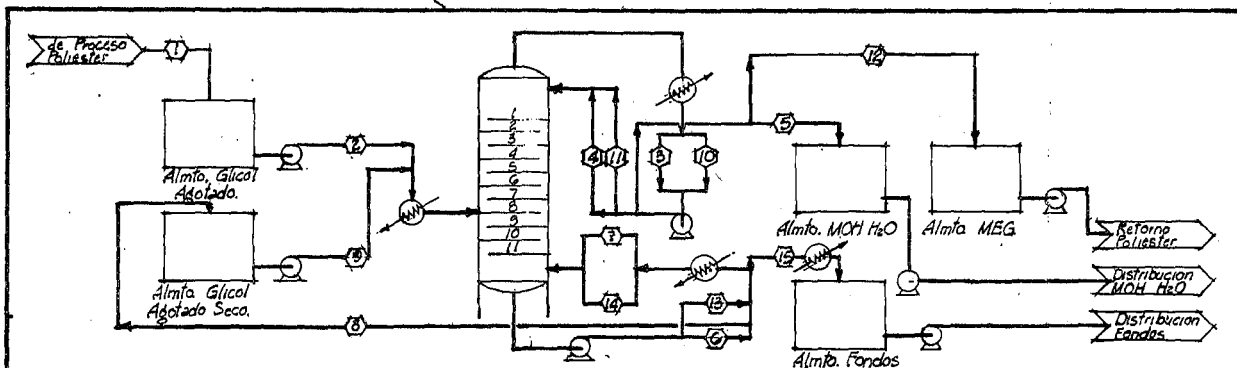 de Proceso
Poliester
1
12
5
2
4
11
3
10
1
2
3
4
5
6
7
8
9
10
11
Almto. Glicol
Agotado.
Almto. MOH H2O
Almto MEG
Retorno
Poliester
7
15
Almto Glicol
Agotado Seco.
14
13
Distribucion
MOH H2O
8
6
Almto. Fondos
Distribucion
Fondos